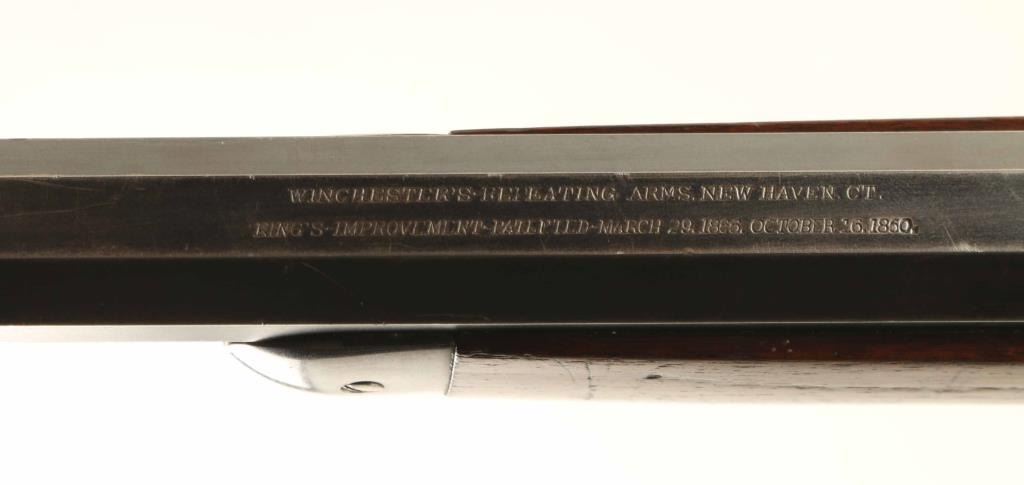 WINCHESTER'S·REPEATING ARMS. NEW HAVEN. CT.
KING'S·IMPROVEMENT·PATENTED·MARCH 29. 1866. OCTOBER 16. 1860.